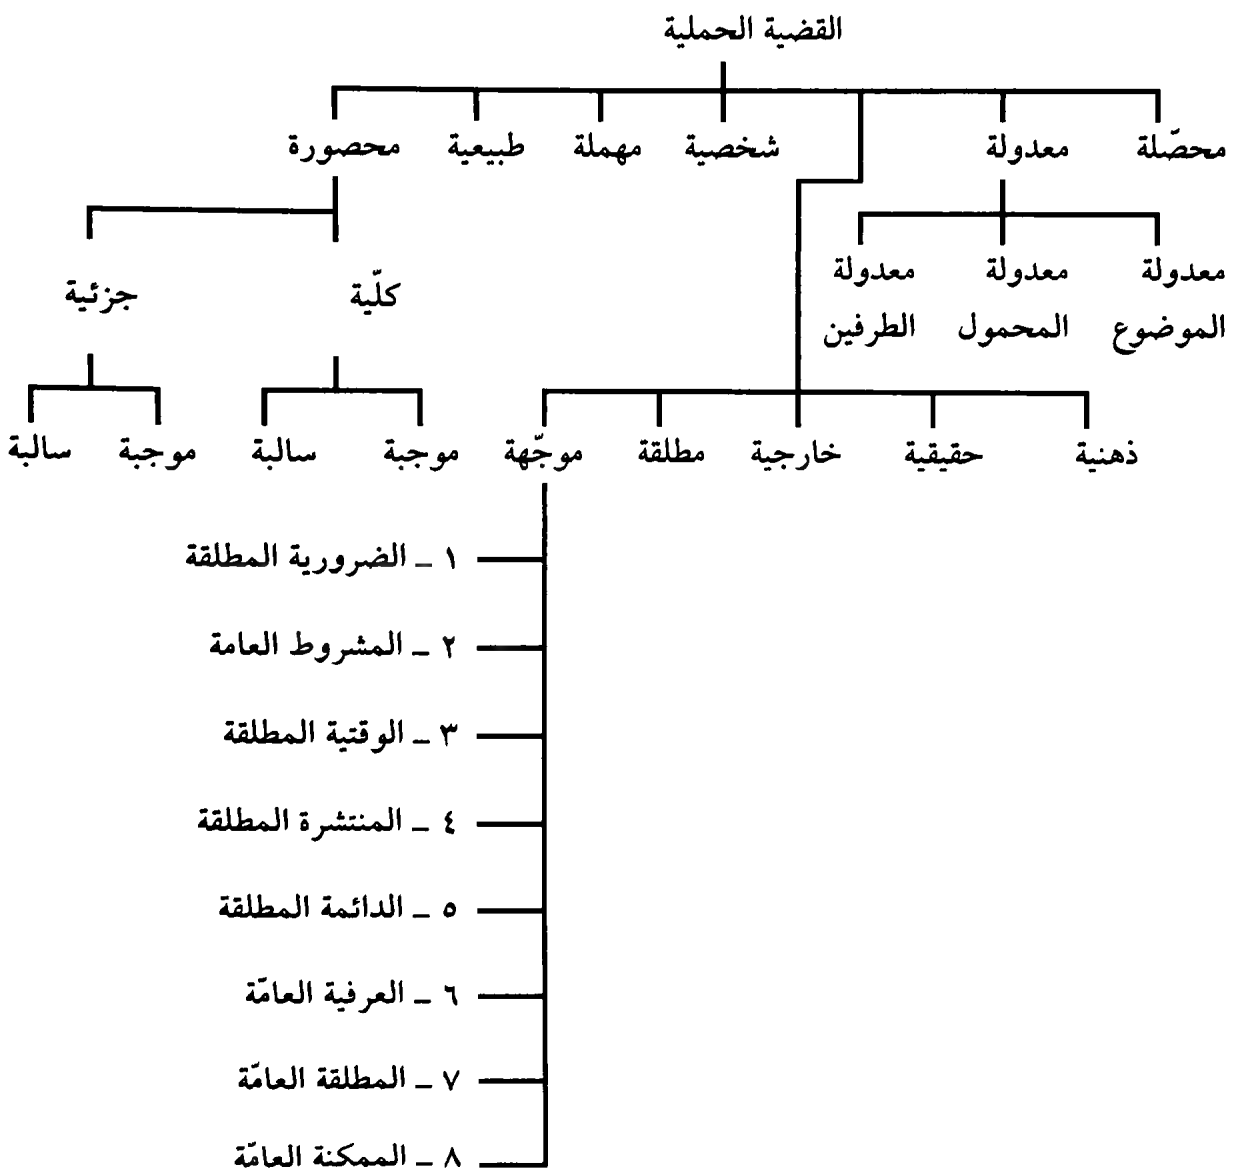 القضية الحملية
محصّلة معدولة شخصية مهملة طبيعية محصورة
معدولة الموضوع
معدولة المحمول
معدولة الطرفين
كلّية جزئية
ذهنية حقيقية خارجية مطلقة موجّهة موجبة سالبة موجبة سالبة
١ ـ الضرورية المطلقة
٢ ـ المشروط العامة
٣ ـ الوقتية المطلقة
٤ ـ المنتشرة المطلقة
٥ ـ الدائمة المطلقة
٦ ـ العرفية العامّة
٧ ـ المطلقة العامّة
٨ ـ الممكنة العامّة